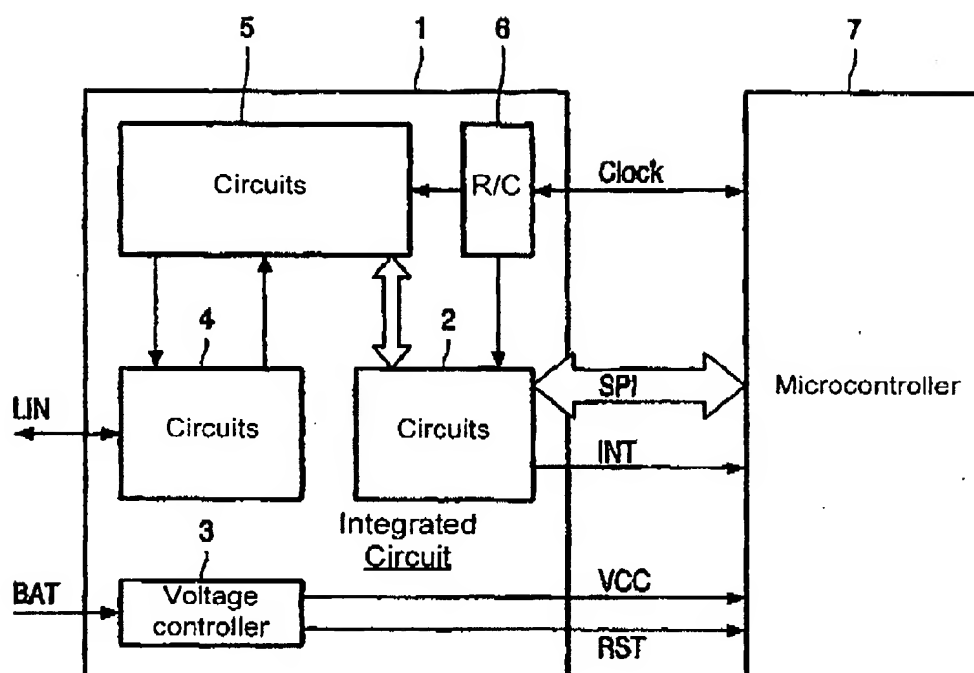 5
1
6
7
Circuits
R/C
Clock
4
2
LIN
Circuits
Circuits
SPI
Microcontroller
INT
Integrated
Circuit
3
BAT
Voltage
controller
VCC
RST